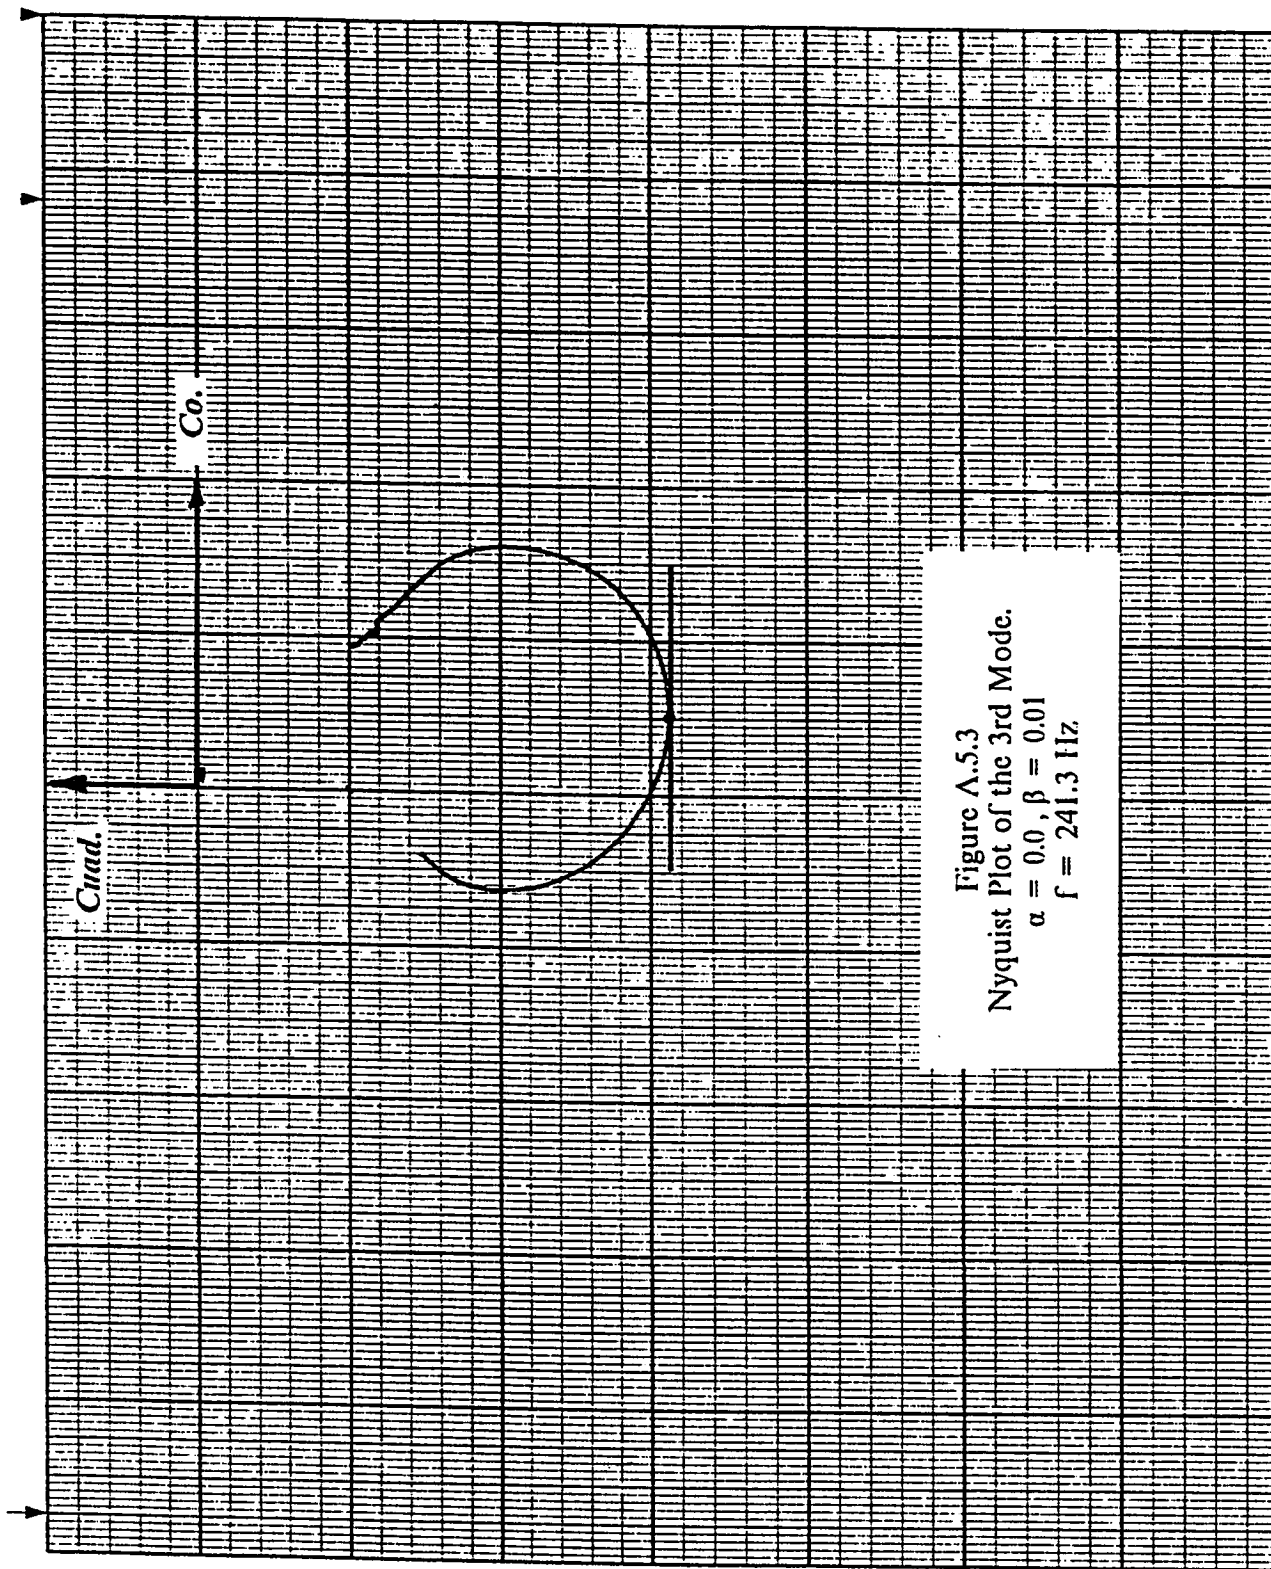 Cuad.
Co.
Figure A.5.3
Nyquist Plot of the 3rd Mode.
α = 0.0 , β = 0.01
f = 241.3 Hz